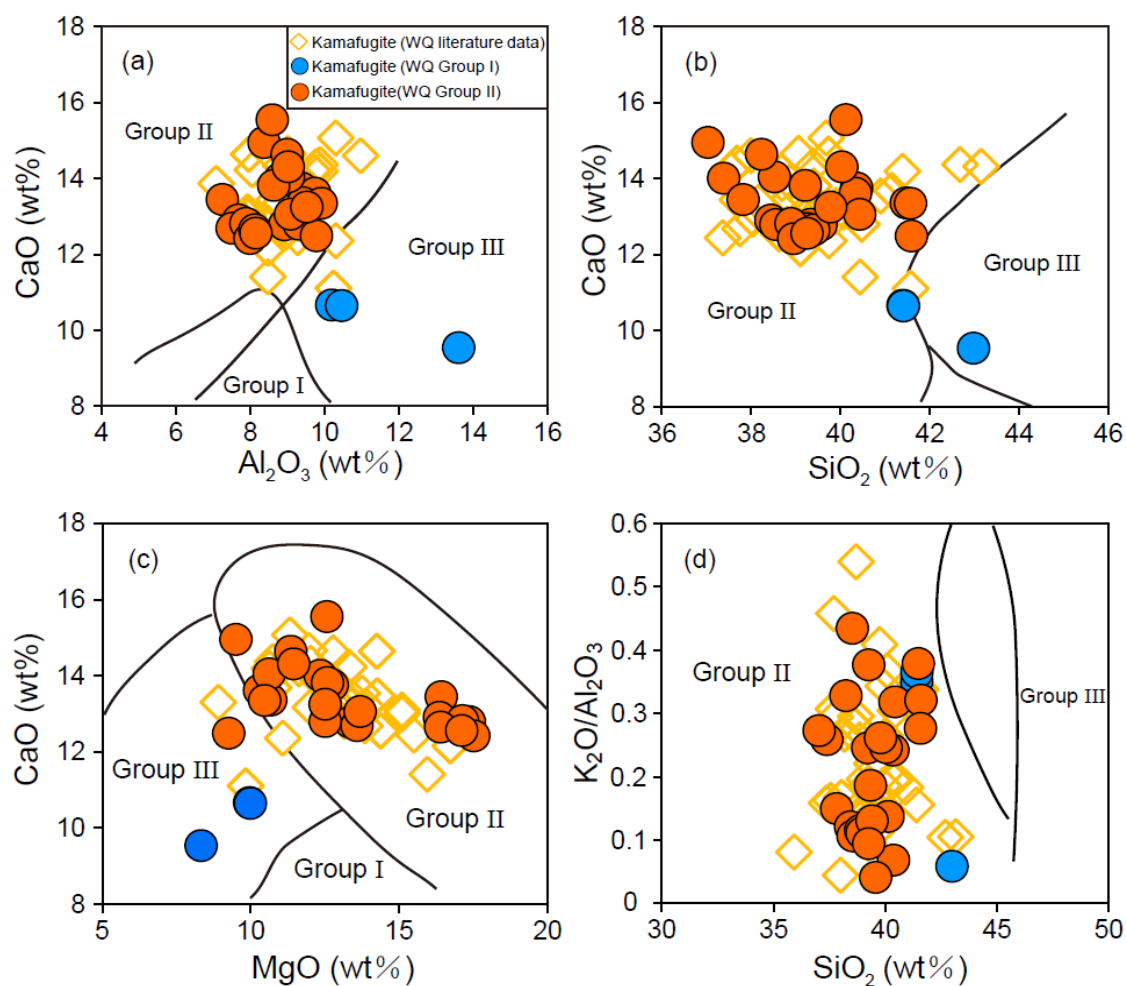 18
16
14
12
10
8
CaO (wt%)
(a)
Kamafugite (WQ literature data)
Kamafugite (WQ Group I)
Kamafugite(WQ Group II)
Group II
Group III
Group I
4 6 8 10 12 14 16
Al₂O₃ (wt%)
18
16
14
12
10
8
CaO (wt%)
(b)
Group III
Group II
36 38 40 42 44 46
SiO₂ (wt%)
18
16
14
12
10
8
CaO (wt%)
(c)
Group III
Group II
Group I
5 10 15 20
MgO (wt%)
0.6
0.5
0.4
0.3
0.2
0.1
0
K₂O/Al₂O₃
(d)
Group II
Group III
30 35 40 45 50
SiO₂ (wt%)